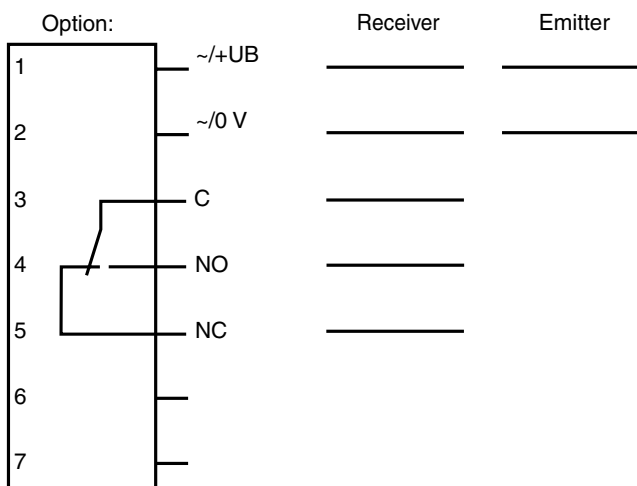 Option: Receiver Emitter
1 ~/+UB
2 ~/0 V
3 C
4 NO
5 NC
6
7